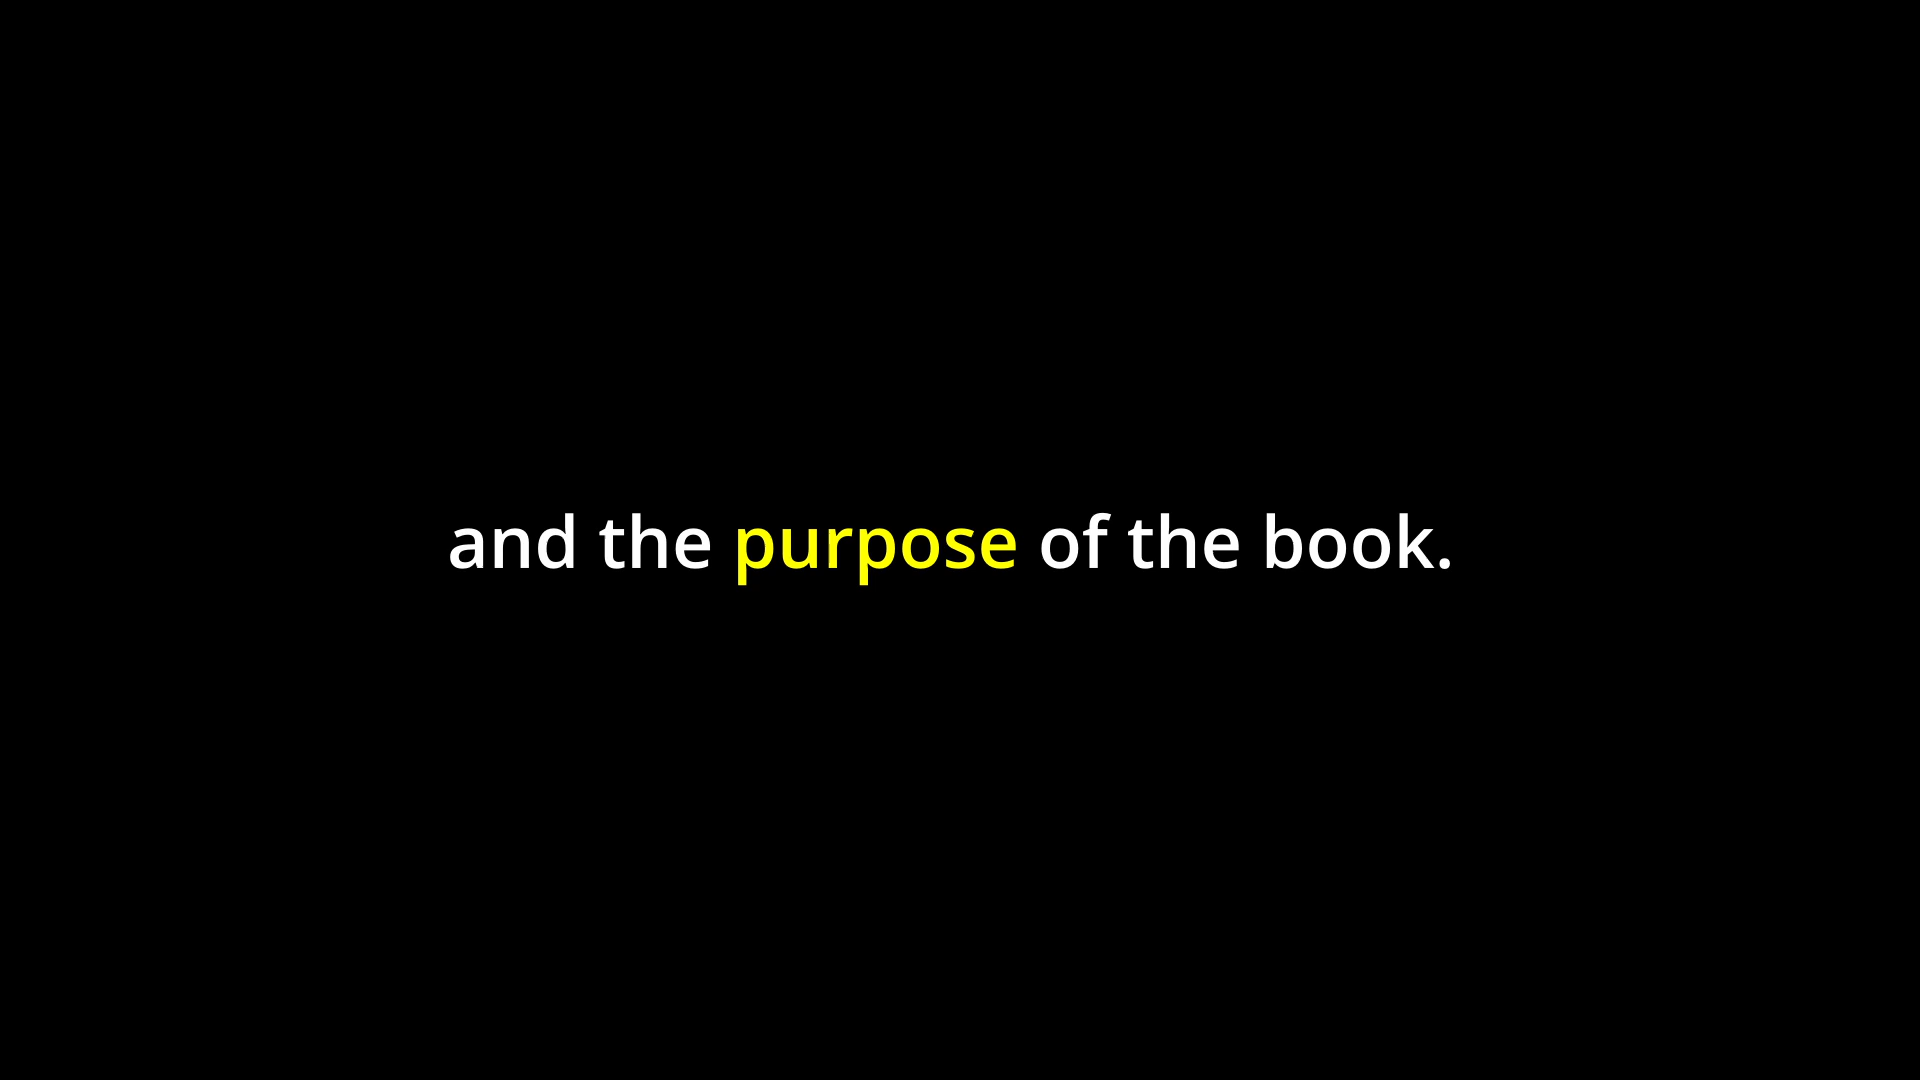 and the purpose of the book.